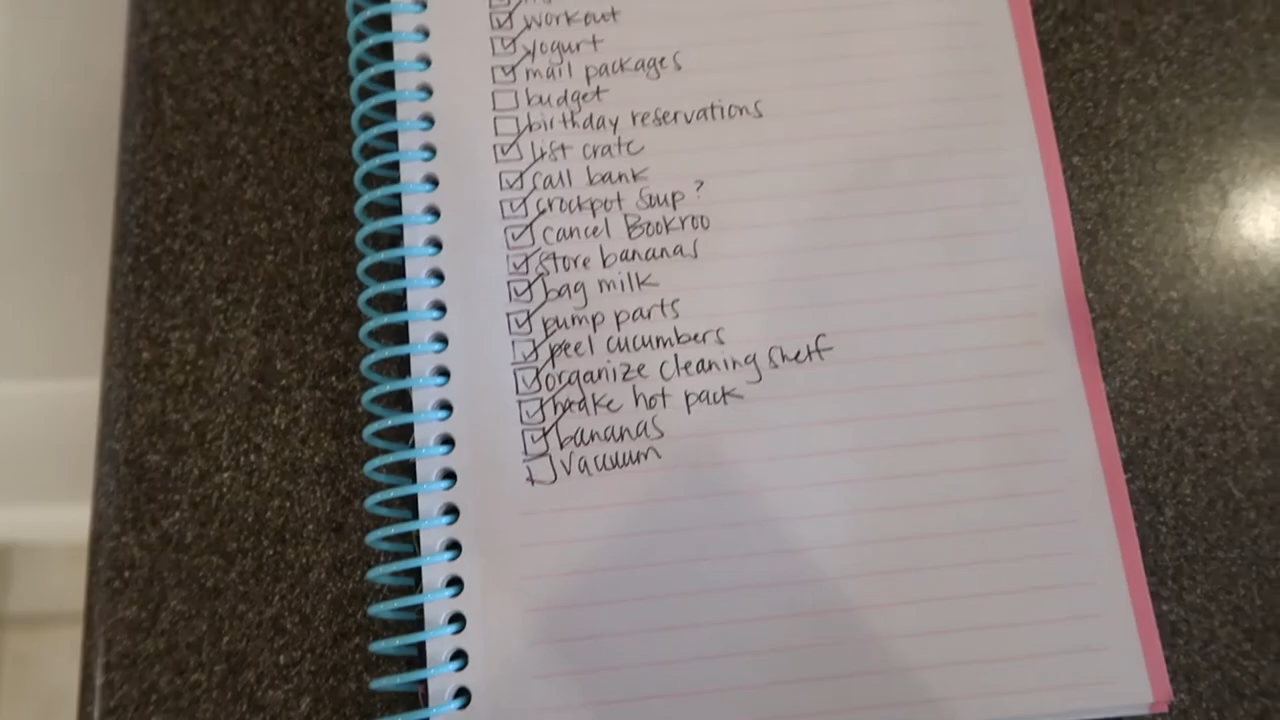 workout
yogurt
mail packages
budget
birthday reservations
list crate
call bank
crockpot soup?
cancel Bookroo
store bananas
bag milk
pump parts
peel cucumbers
organize cleaning shelf
make hot pack
bananas
vacuum